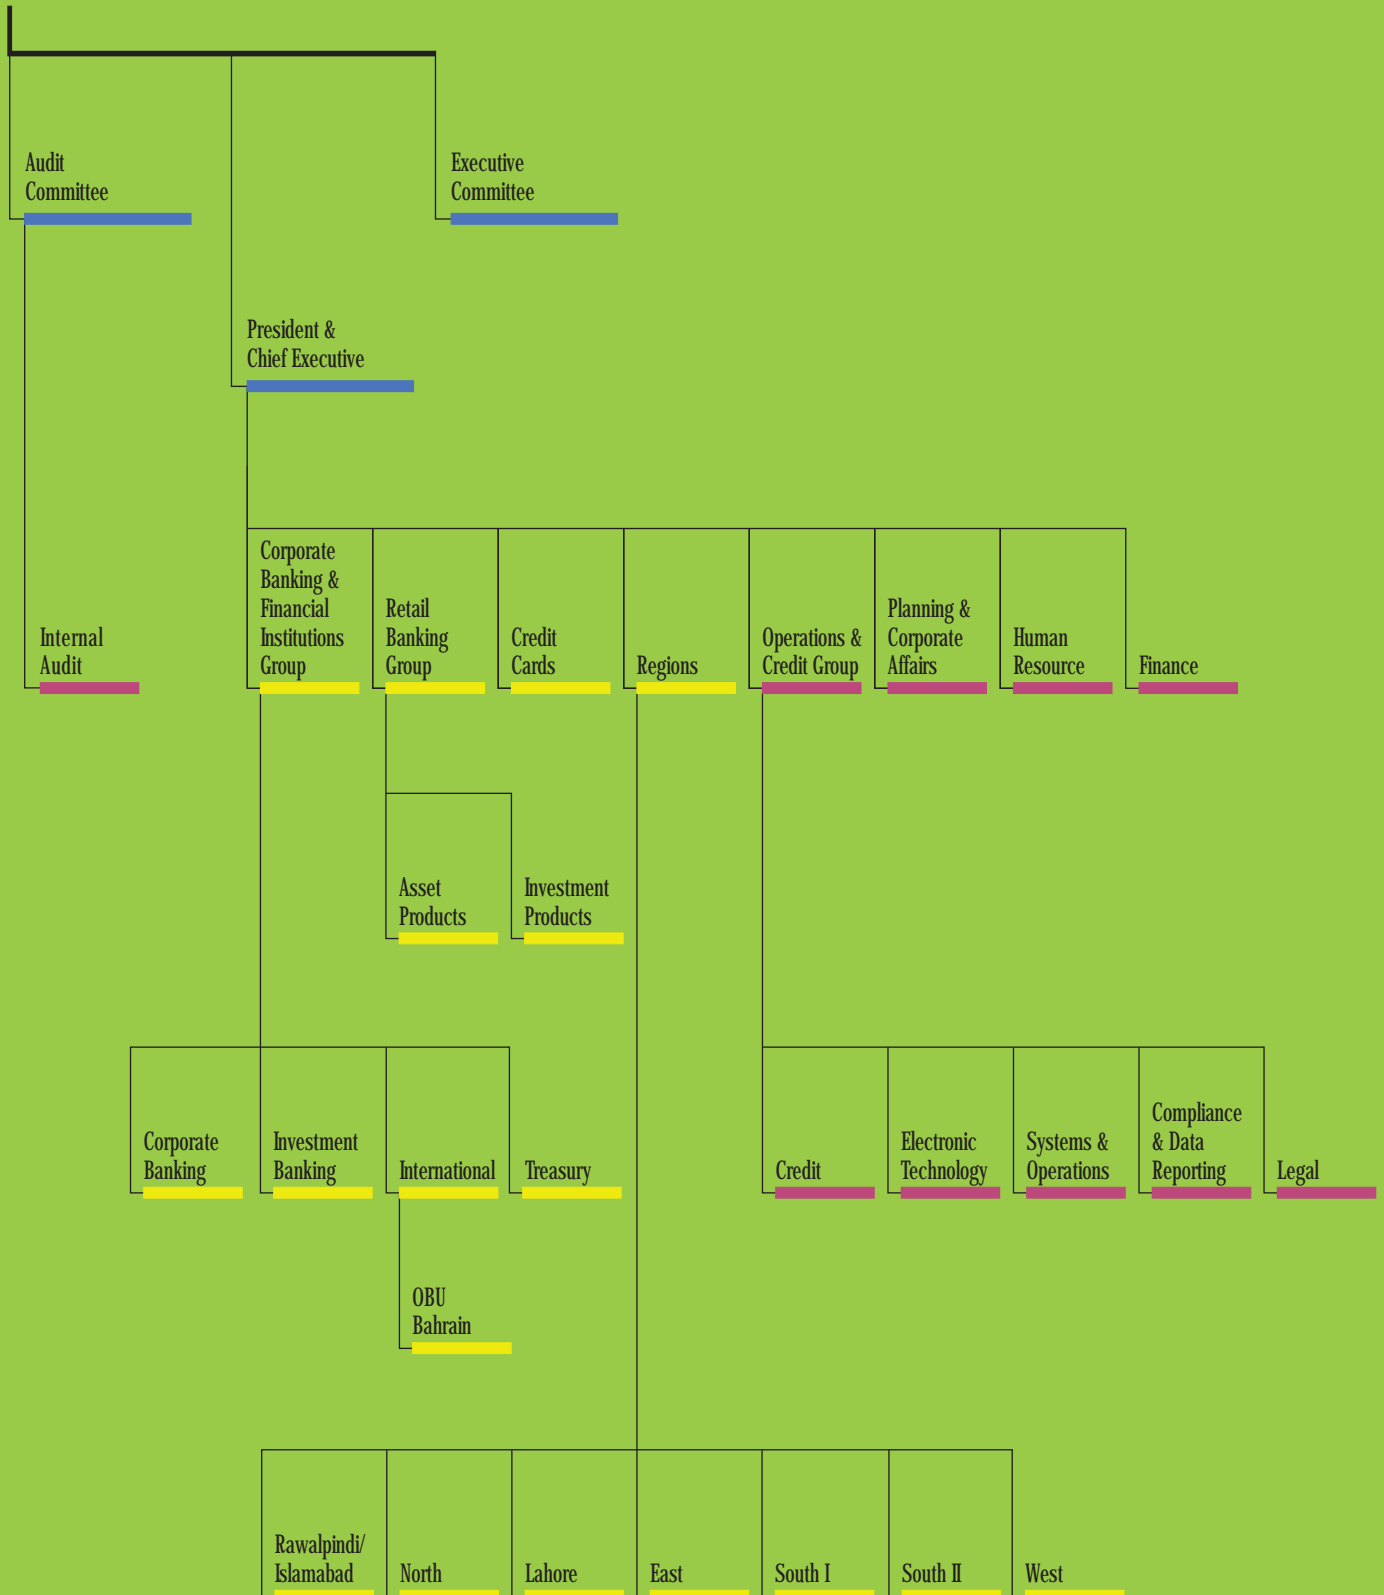 Audit
Committee
Executive
Committee
President &
Chief Executive
Internal
Audit
Corporate
Banking &
Financial
Institutions
Group
Retail
Banking
Group
Credit
Cards
Regions
Operations &
Credit Group
Planning &
Corporate
Affairs
Human
Resource
Finance
Asset
Products
Investment
Products
Corporate
Banking
Investment
Banking
International
Treasury
Credit
Electronic
Technology
Systems &
Operations
Compliance
& Data
Reporting
Legal
OBU
Bahrain
Rawalpindi/
Islamabad
North
Lahore
East
South I
South II
West